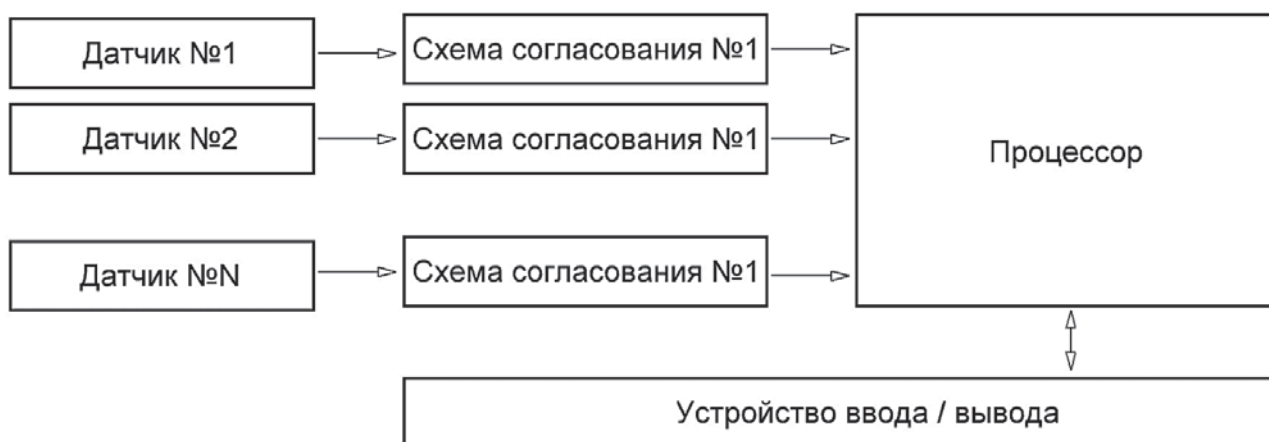 Датчик №1
Схема согласования №1
Датчик №2
Схема согласования №1
Процессор
Датчик №N
Схема согласования №1
Устройство ввода / вывода